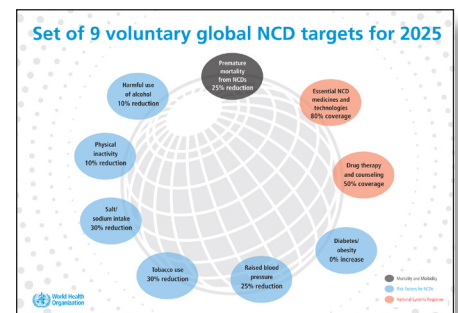 Set of 9 voluntary global NCD targets for 2025
Premature
mortality
from NCDs
25% reduction
Essential NCD
medicines and
technologies
80% coverage
Drug therapy
and counseling
50% coverage
Diabetes/
obesity
0% increase
Raised blood
pressure
25% reduction
Tobacco use
30% reduction
Salt/
sodium intake
30% reduction
Physical
inactivity
10% reduction
Harmful use
of alcohol
10% reduction
Mortality and Morbidity
Risk Factors for NCDs
National Systems Response
World Health
Organization